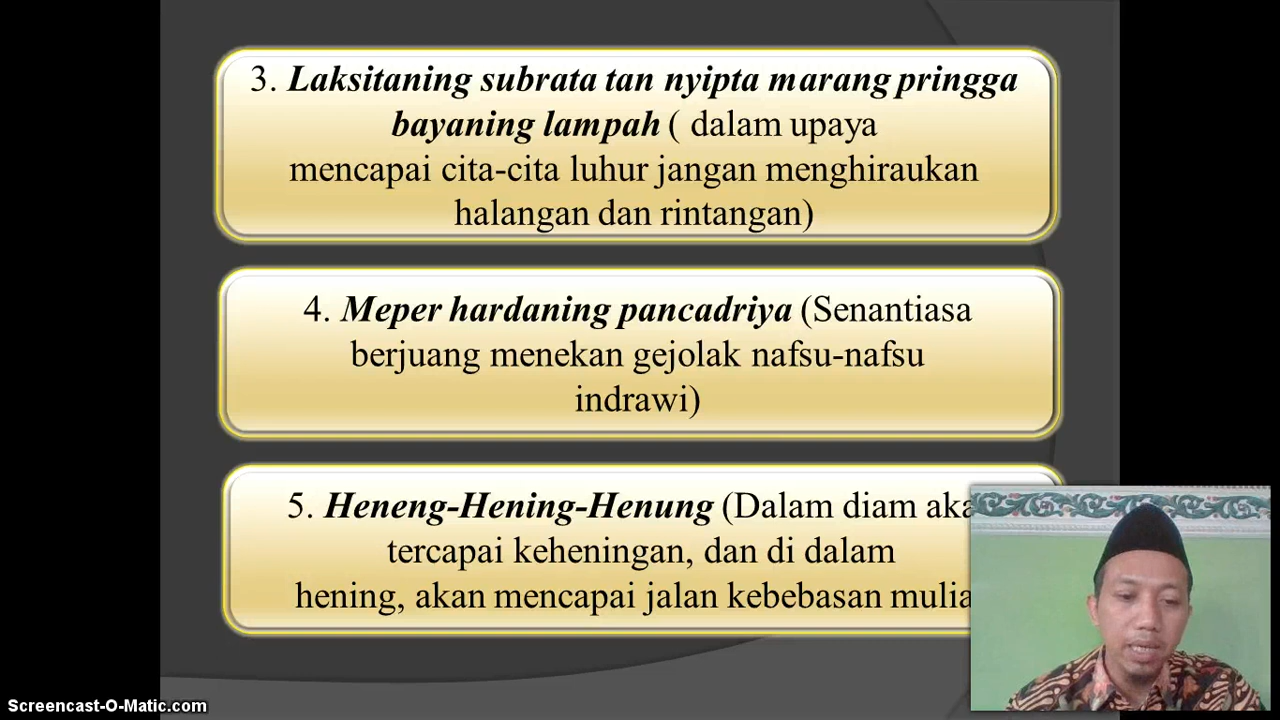 3. Laksitaning subrata tan nyipta marang pringga
bayaning lampah ( dalam upaya
mencapai cita-cita luhur jangan menghiraukan
halangan dan rintangan)
4. Meper hardaning pancadriya (Senantiasa
berjuang menekan gejolak nafsu-nafsu
indrawi)
5. Heneng-Hening-Henung (Dalam diam aka
tercapai keheningan, dan di dalam
hening, akan mencapai jalan kebebasan mulia
Screencast-O-Matic.com